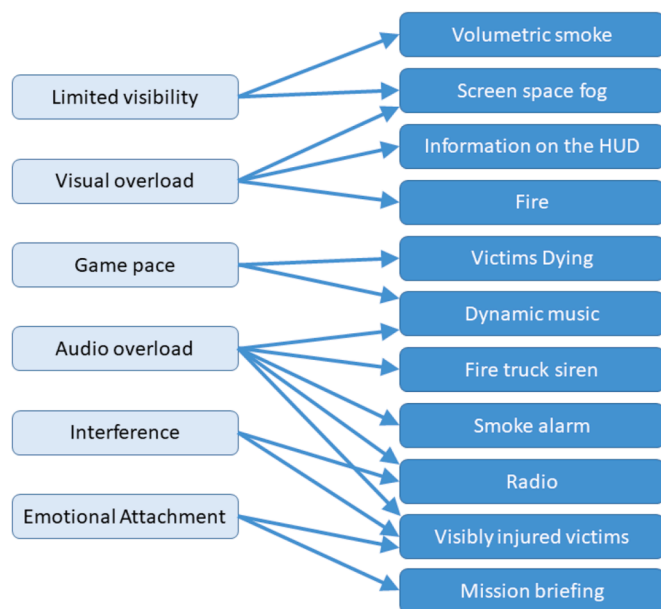 Limited visibility
Visual overload
Game pace
Audio overload
Interference
Emotional Attachment
Volumetric smoke
Screen space fog
Information on the HUD
Fire
Victims Dying
Dynamic music
Fire truck siren
Smoke alarm
Radio
Visibly injured victims
Mission briefing